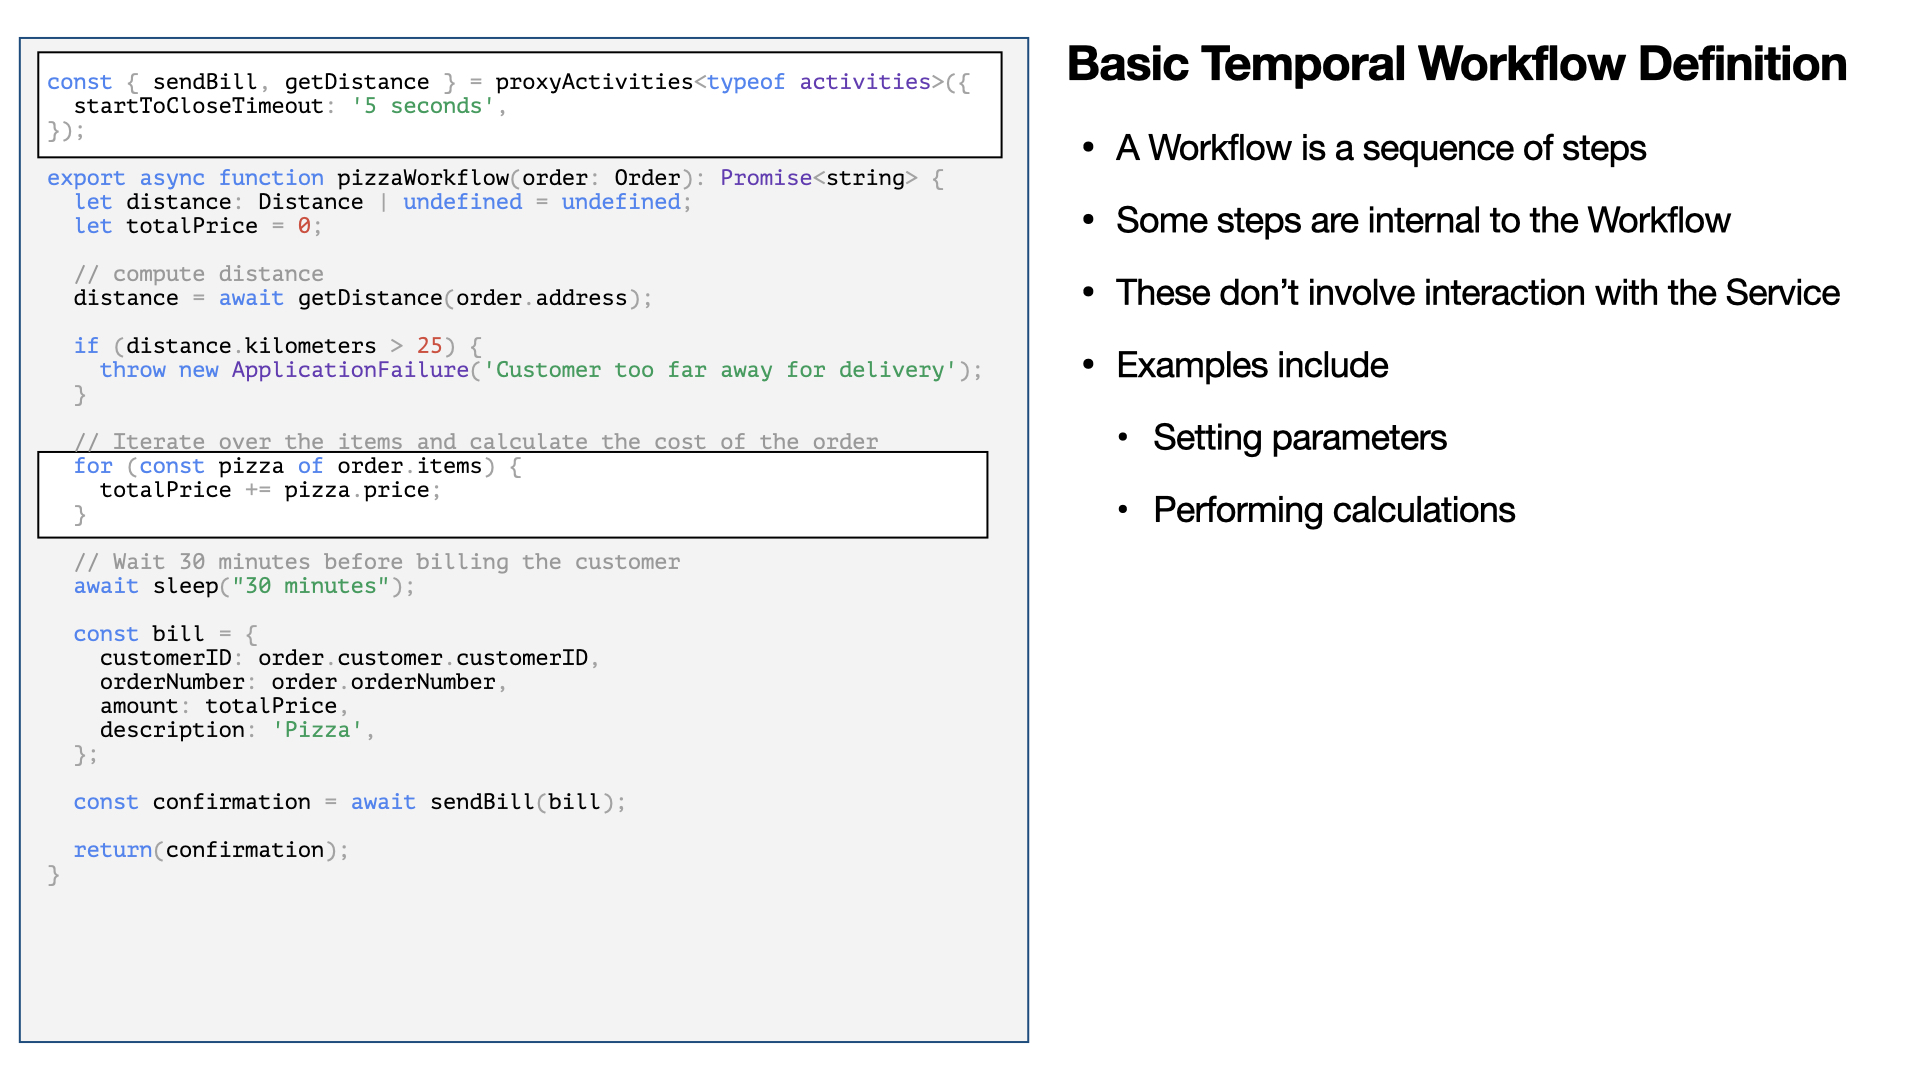 const { sendBill, getDistance } = proxyActivities<typeof activities>({
  startToCloseTimeout: '5 seconds',
});
export async function pizzaWorkflow(order: Order): Promise<string> {
  let distance: Distance | undefined = undefined;
  let totalPrice = 0;

  // compute distance
  distance = await getDistance(order.address);

  if (distance.kilometers > 25) {
    throw new ApplicationFailure('Customer too far away for delivery');
  }

  // Iterate over the items and calculate the cost of the order
  for (const pizza of order.items) {
    totalPrice += pizza.price;
  }

  // Wait 30 minutes before billing the customer
  await sleep("30 minutes");

  const bill = {
    customerID: order.customer.customerID,
    orderNumber: order.orderNumber,
    amount: totalPrice,
    description: 'Pizza',
  };

  const confirmation = await sendBill(bill);

  return(confirmation);
}
Basic Temporal Workflow Definition
• A Workflow is a sequence of steps
• Some steps are internal to the Workflow
• These don’t involve interaction with the Service
• Examples include
• Setting parameters
• Performing calculations